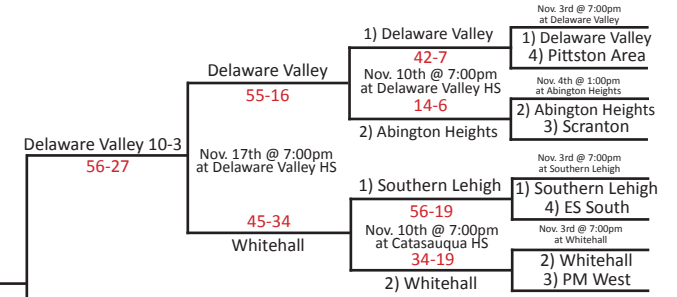 Nov. 3rd @ 7:00pm
at Delaware Valley
1) Delaware Valley
1) Delaware Valley
4) Pittston Area
42-7
Delaware Valley
Nov. 10th @ 7:00pm
at Delaware Valley HS
Nov. 4th @ 1:00pm
at Abington Heights
55-16
14-6
2) Abington Heights
2) Abington Heights
3) Scranton
Delaware Valley 10-3
56-27
Nov. 17th @ 7:00pm
at Delaware Valley HS
Nov. 3rd @ 7:00pm
at Southern Lehigh
1) Southern Lehigh
1) Southern Lehigh
4) ES South
56-19
45-34
Whitehall
Nov. 10th @ 7:00pm
at Catasauqua HS
Nov. 3rd @ 7:00pm
at Whitehall
34-19
2) Whitehall
2) Whitehall
3) PM West